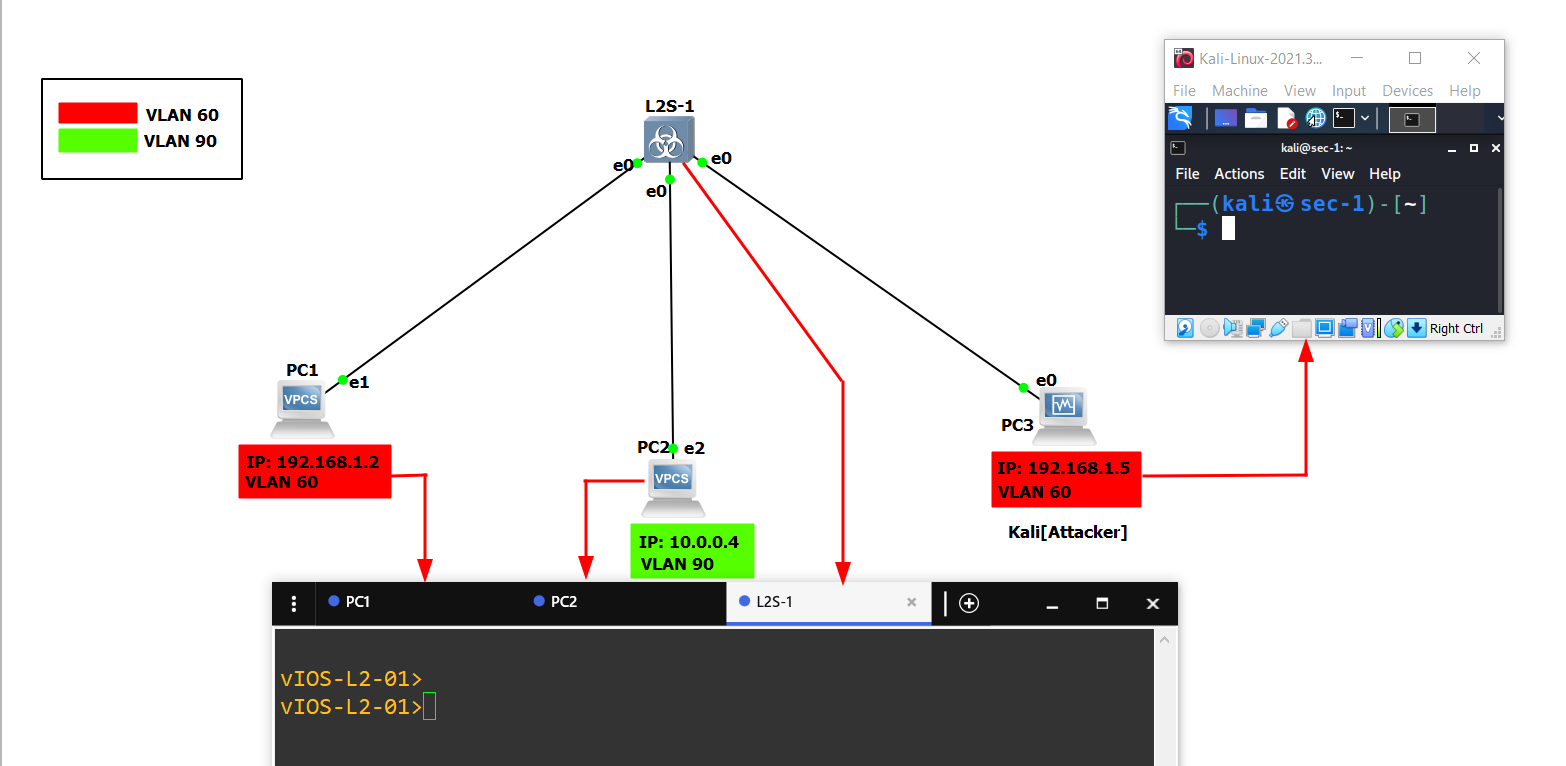 VLAN 60
VLAN 90
L2S-1
e0
e0
e0
PC1
e1
VPCS
IP: 192.168.1.2
VLAN 60
PC2
e2
VPCS
IP: 10.0.0.4
VLAN 90
e0
PC3
IP: 192.168.1.5
VLAN 60
Kali[Attacker]
Kali-Linux-2021.3...
File Machine View Input Devices Help
kali@sec-1: ~
File Actions Edit View Help
(kali㉿sec-1)-[~]
$
Right Ctrl
PC1 PC2 L2S-1
vIOS-L2-01>
vIOS-L2-01>